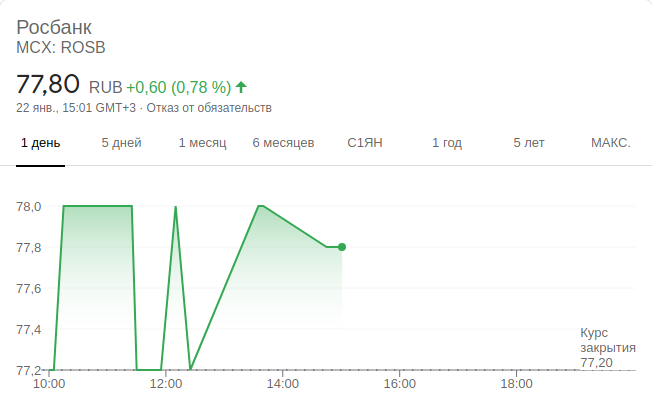 Росбанк
MCX: ROSB
77,80 RUB +0,60 (0,78 %)
22 янв., 15:01 GMT+3 · Отказ от обязательств
1 день 5 дней 1 месяц 6 месяцев С1ЯН 1 год 5 лет МАКС.
78,0
77,8
77,6
77,4
77,2
Курс
закрытия
77,20
10:00 12:00 14:00 16:00 18:00